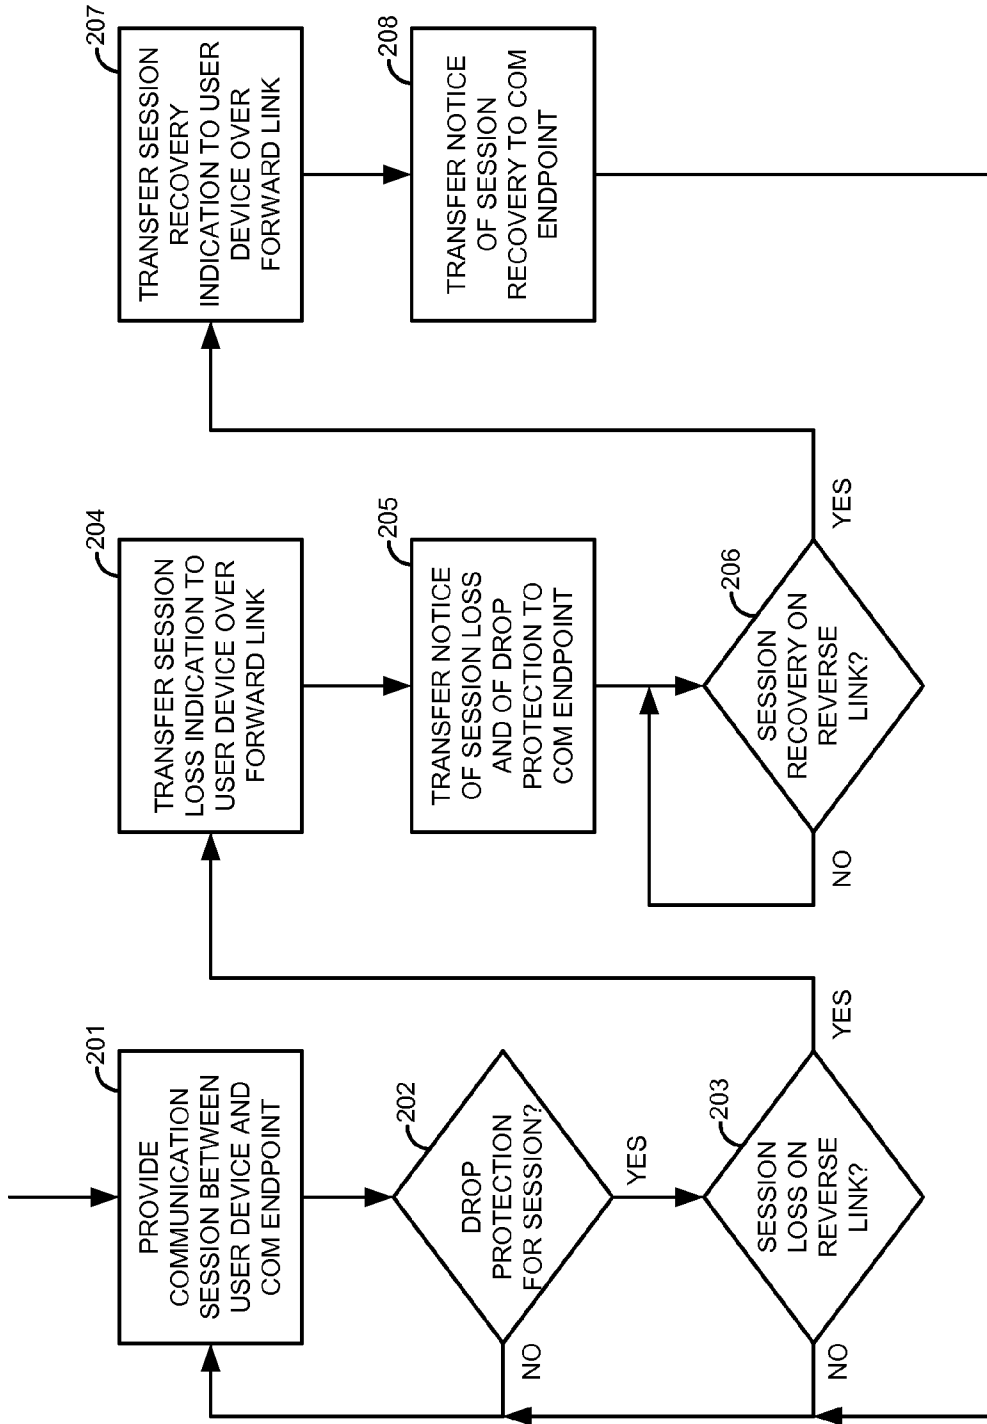 201
PROVIDE
COMMUNICATION
SESSION BETWEEN
USER DEVICE AND
COM ENDPOINT
202
DROP
PROTECTION
FOR SESSION?
NO
YES
203
SESSION
LOSS ON
REVERSE
LINK?
NO
YES
204
TRANSFER SESSION
LOSS INDICATION TO
USER DEVICE OVER
FORWARD LINK
205
TRANSFER NOTICE
OF SESSION LOSS
AND OF DROP
PROTECTION TO
COM ENDPOINT
206
SESSION
RECOVERY ON
REVERSE
LINK?
NO
YES
207
TRANSFER SESSION
RECOVERY
INDICATION TO USER
DEVICE OVER
FORWARD LINK
208
TRANSFER NOTICE
OF SESSION
RECOVERY TO COM
ENDPOINT